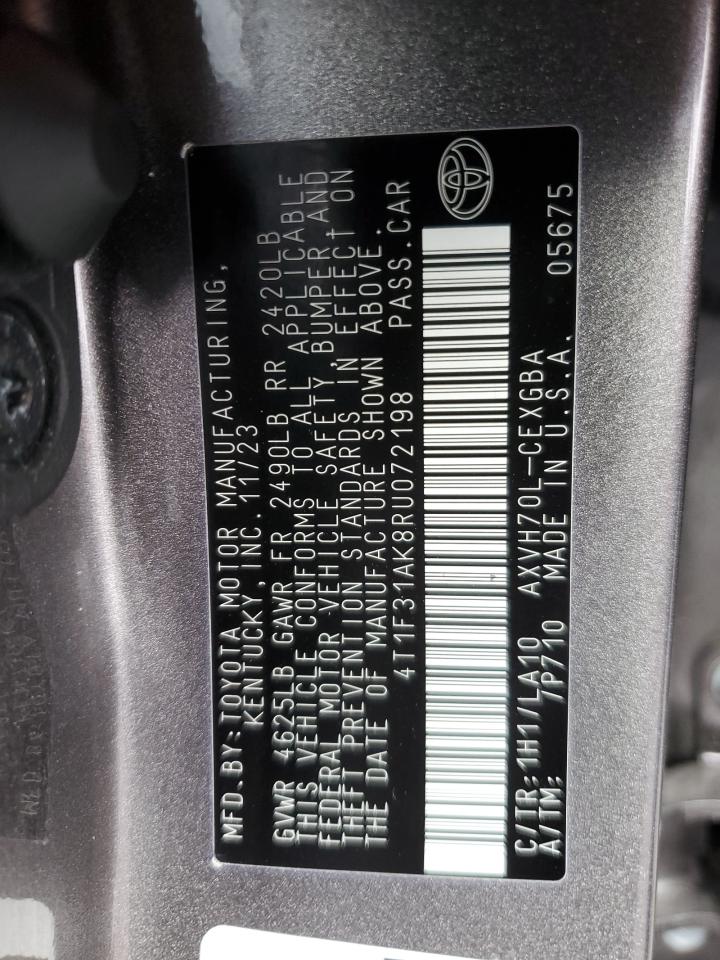 MFD.BY:TOYOTA MOTOR MANUFACTURING,
KENTUCKY, INC. 11/23
GVWR 4625LB GAWR FR 2490LB RR 2420LB
THIS VEHICLE CONFORMS TO ALL APPLICABLE
FEDERAL MOTOR VEHICLE SAFETY, BUMPER, AND
THEFT PREVENTION STANDARDS IN EFFECT ON
THE DATE OF MANUFACTURE SHOWN ABOVE.
4T1F31AK8RU072198 PASS.CAR
C/TR:1H1/LA10 AXVH70L-CEXGBA
A/TM: /P710 MADE IN U.S.A. 05675